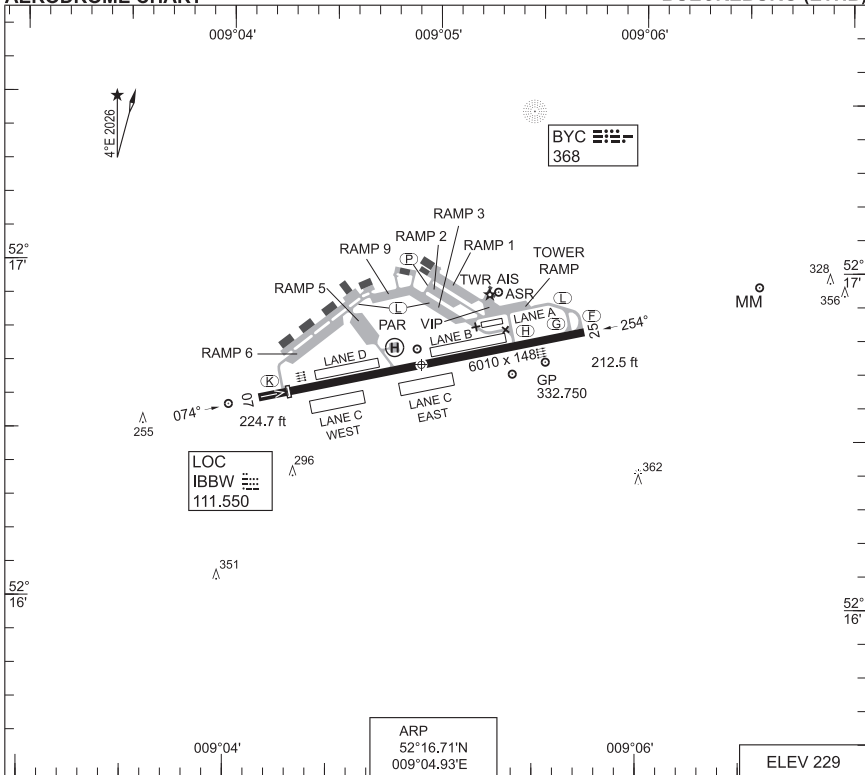 009°04'
009°05'
009°06'
4°E 2026
BYC
368
RAMP 3
RAMP 2
RAMP 1
RAMP 9
TOWER
RAMP
P
TWR
AIS
ASR
52°
17'
52°
17'
328
356
MM
RAMP 5
L
L
PAR
VIP
LANE A
F
25
254°
H
LANE B
H
G
RAMP 6
LANE D
6010 x 148
212.5 ft
K
GP
332.750
07
074°
224.7 ft
LANE C
WEST
LANE C
EAST
255
LOC
IBBW
111.550
296
362
351
52°
16'
52°
16'
009°04'
ARP
52°16.71'N
009°04.93'E
009°06'
ELEV 229